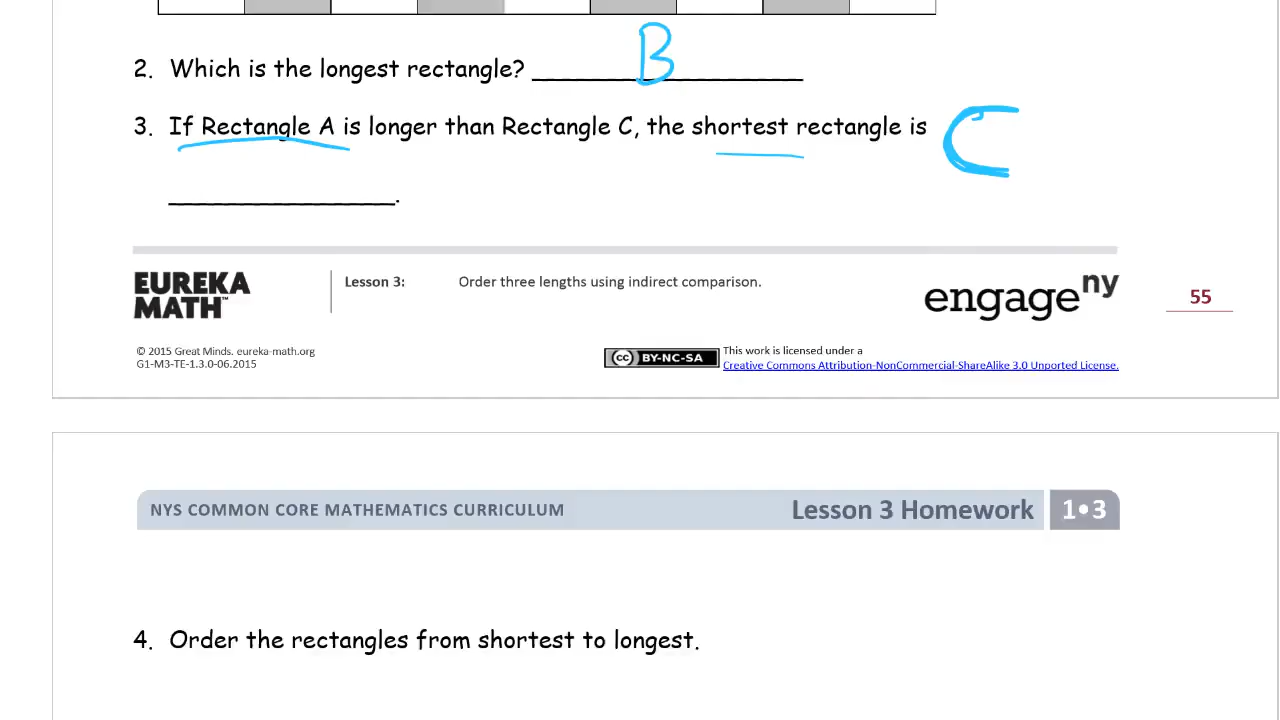 2. Which is the longest rectangle? ____________________ B
3. If Rectangle A is longer than Rectangle C, the shortest rectangle is C
_________________.
EUREKA MATH™
Lesson 3: Order three lengths using indirect comparison.
engage ny
55
© 2015 Great Minds. eureka-math.org
G1-M3-TE-1.3.0-06.2015
cc BY-NC-SA
This work is licensed under a
Creative Commons Attribution-NonCommercial-ShareAlike 3.0 Unported License.
NYS COMMON CORE MATHEMATICS CURRICULUM
Lesson 3 Homework 1•3
4. Order the rectangles from shortest to longest.